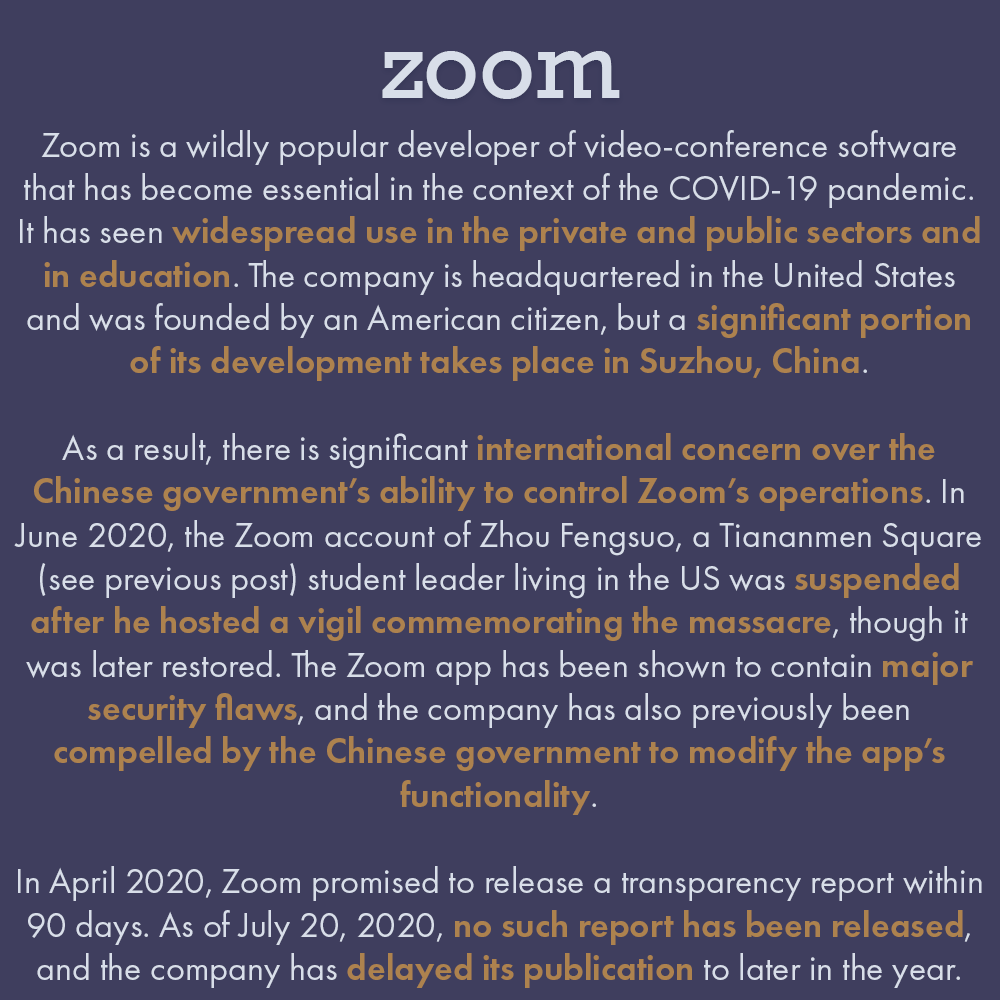 zoom
Zoom is a wildly popular developer of video-conference software
that has become essential in the context of the COVID-19 pandemic.
It has seen widespread use in the private and public sectors and
in education. The company is headquartered in the United States
and was founded by an American citizen, but a significant portion
of its development takes place in Suzhou, China.
As a result, there is significant international concern over the
Chinese government’s ability to control Zoom’s operations. In
June 2020, the Zoom account of Zhou Fengsuo, a Tiananmen Square
(see previous post) student leader living in the US was suspended
after he hosted a vigil commemorating the massacre, though it
was later restored. The Zoom app has been shown to contain major
security flaws, and the company has also previously been
compelled by the Chinese government to modify the app’s
functionality.
In April 2020, Zoom promised to release a transparency report within
90 days. As of July 20, 2020, no such report has been released,
and the company has delayed its publication to later in the year.